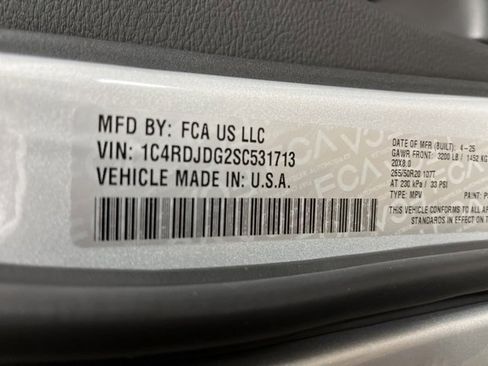 MFD BY: FCA US LLC
VIN: 1C4RDJDG2SC531713
VEHICLE MADE IN: U.S.A.
DATE OF MFR (BUILT): 4-25
GAWR FRONT: 3200 LB / 1452 KG
20X8.0
265/50R20 107T
AT 230 kPa / 33 PSI
TYPE: MPV PAINT:
THIS VEHICLE CONFORMS TO ALL
STANDARDS IN EFFECT ON